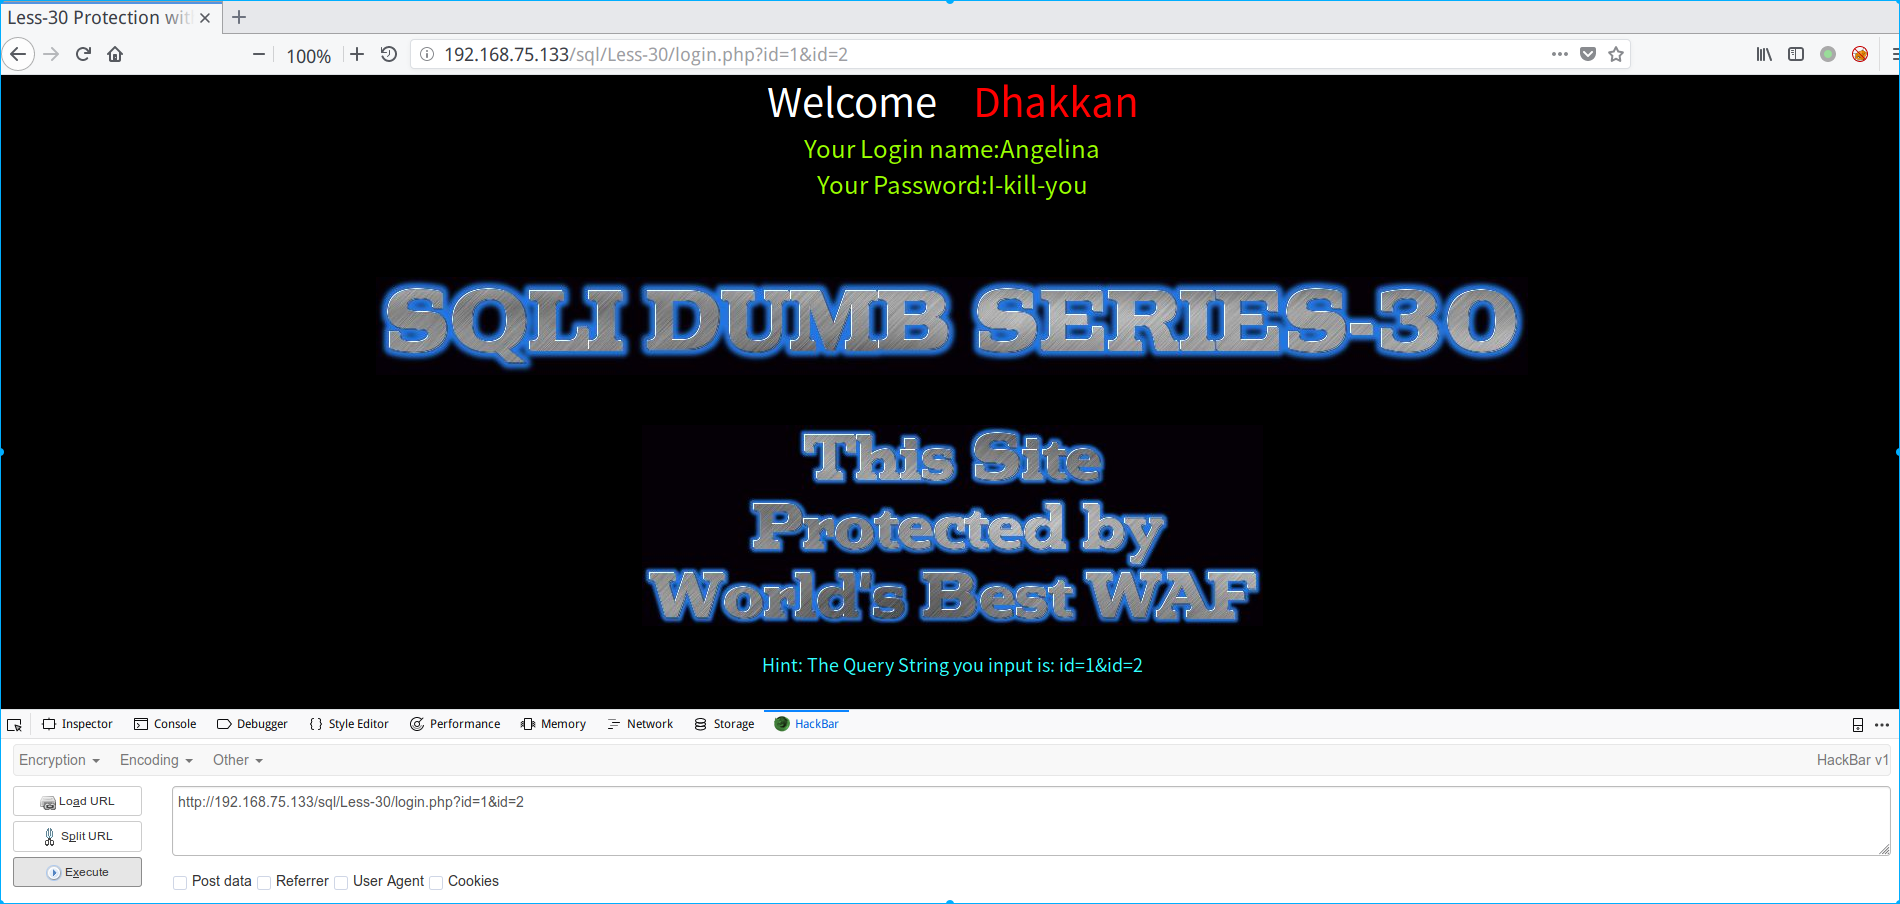 Less-30 Protection wit
100%
192.168.75.133/sql/Less-30/login.php?id=1&id=2
Welcome Dhakkan
Your Login name:Angelina
Your Password:I-kill-you
SQLI DUMB SERIES-30
This Site
Protected by
World's Best WAF
Hint: The Query String you input is: id=1&id=2
Inspector Console Debugger { } Style Editor Performance Memory Network Storage HackBar
Encryption Encoding Other HackBar v1
Load URL
http://192.168.75.133/sql/Less-30/login.php?id=1&id=2
Split URL
Execute
Post data Referrer User Agent Cookies